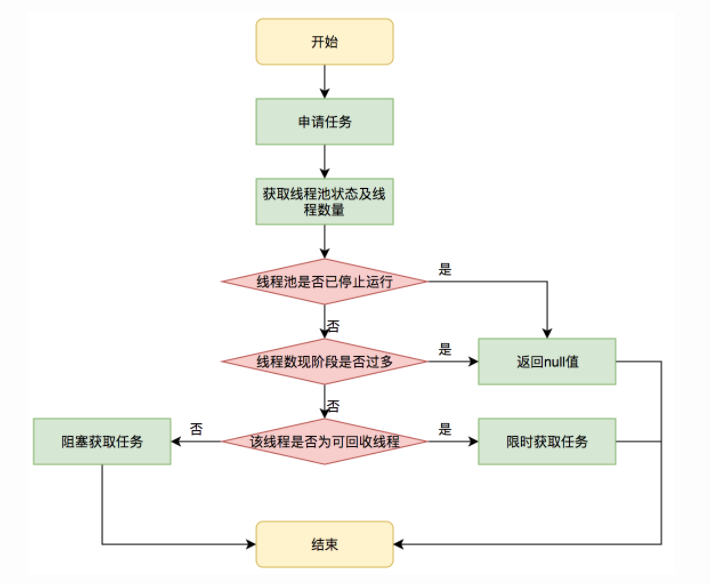 开始
申请任务
获取线程池状态及线
程数量
线程池是否已停止运行
是
否
线程数现阶段是否过多
是
返回null值
否
阻塞获取任务
否
该线程是否为可回收线程
是
限时获取任务
结束